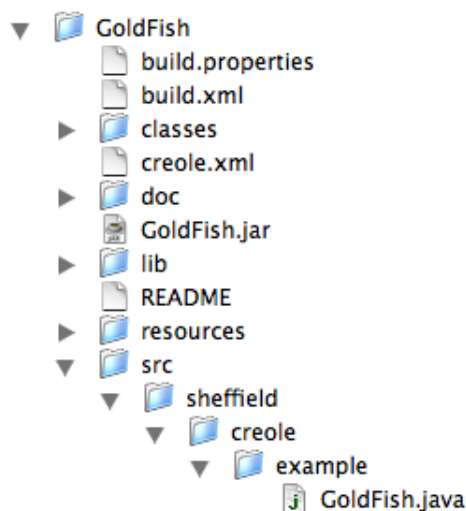 GoldFish
build.properties
build.xml
classes
creole.xml
doc
GoldFish.jar
lib
README
resources
src
sheffield
creole
example
GoldFish.java